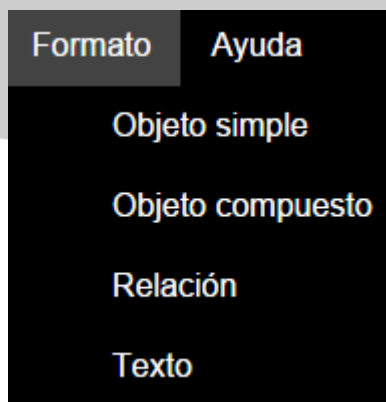 Formato Ayuda
Objeto simple
Objeto compuesto
Relación
Texto